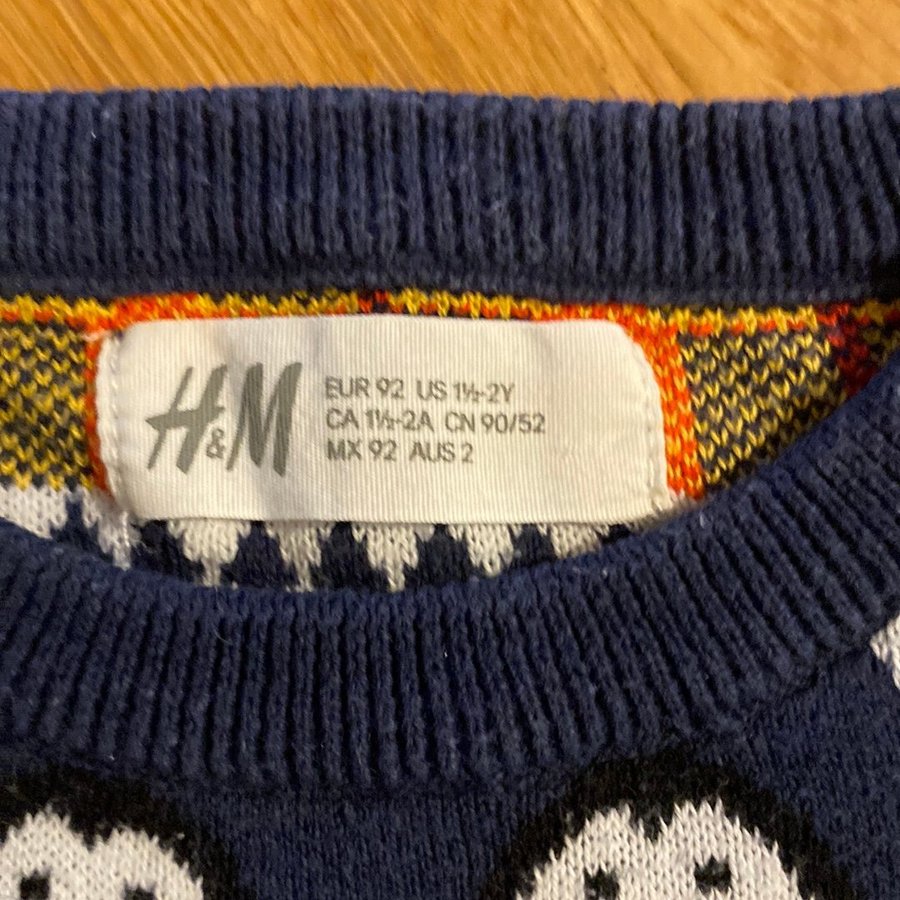 H&M
EUR 92 US 1½-2Y
CA 1½-2A CN 90/52
MX 92 AUS 2